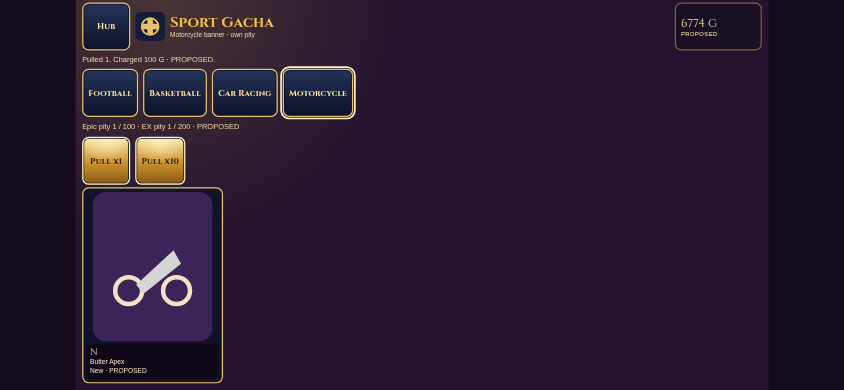 Hub
Sport Gacha
Motorcycle banner · own pity
6774 G
PROPOSED
Pulled 1. Charged 100 G · PROPOSED.
Football
Basketball
Car Racing
Motorcycle
Epic pity 1 / 100 · EX pity 1 / 200 · PROPOSED
Pull x1
Pull x10
N
Butter Apex
New · PROPOSED